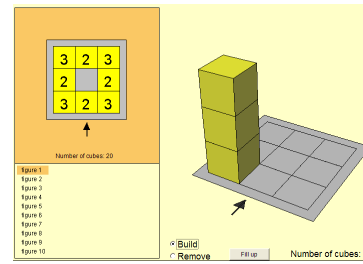 3 2 3
2 2
3 2 3
Number of cubes: 20
figure 1
figure 2
figure 3
figure 4
figure 5
figure 6
figure 7
figure 8
figure 9
figure 10
Build
Remove
Fill up
Number of cubes: